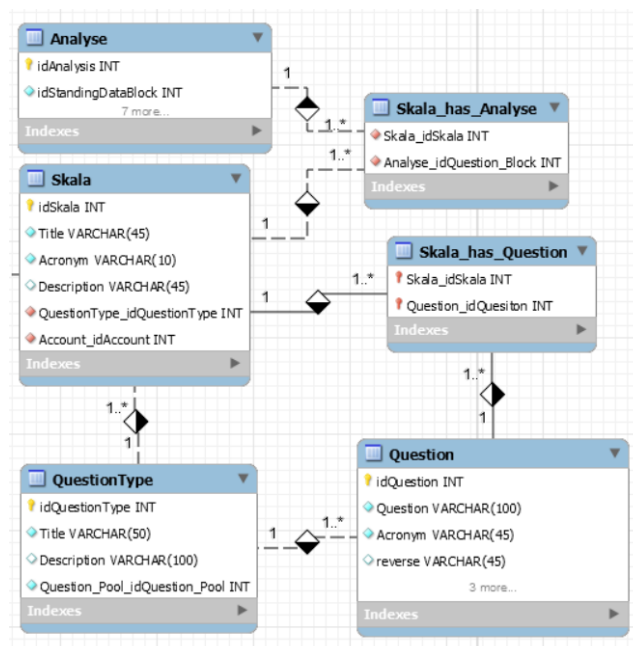 Analyse
idAnalysis INT
idStandingDataBlock INT
7 more...
Indexes
1
1..*
Skala_has_Analyse
Skala_idSkala INT
Analyse_idQuestion_Block INT
Indexes
1..*
1
Skala
idSkala INT
Title VARCHAR(45)
Acronym VARCHAR(10)
Description VARCHAR(45)
QuestionType_idQuestionType INT
Account_idAccount INT
Indexes
1
1..*
Skala_has_Question
Skala_idSkala INT
Question_idQuesiton INT
Indexes
1..*
1
1..*
1
QuestionType
idQuestionType INT
Title VARCHAR(50)
Description VARCHAR(100)
Question_Pool_idQuestion_Pool INT
Indexes
1
1..*
Question
idQuestion INT
Question VARCHAR(100)
Acronym VARCHAR(45)
reverse VARCHAR(45)
3 more...
Indexes